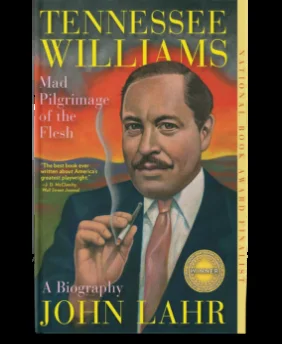 TENNESSEE
WILLIAMS
Mad
Pilgrimage
of the
Flesh
"The best book ever
written about America's
greatest playwright."
A Biography
JOHN LAHR
WINNER
NATIONAL BOOK AWARD FINALIST